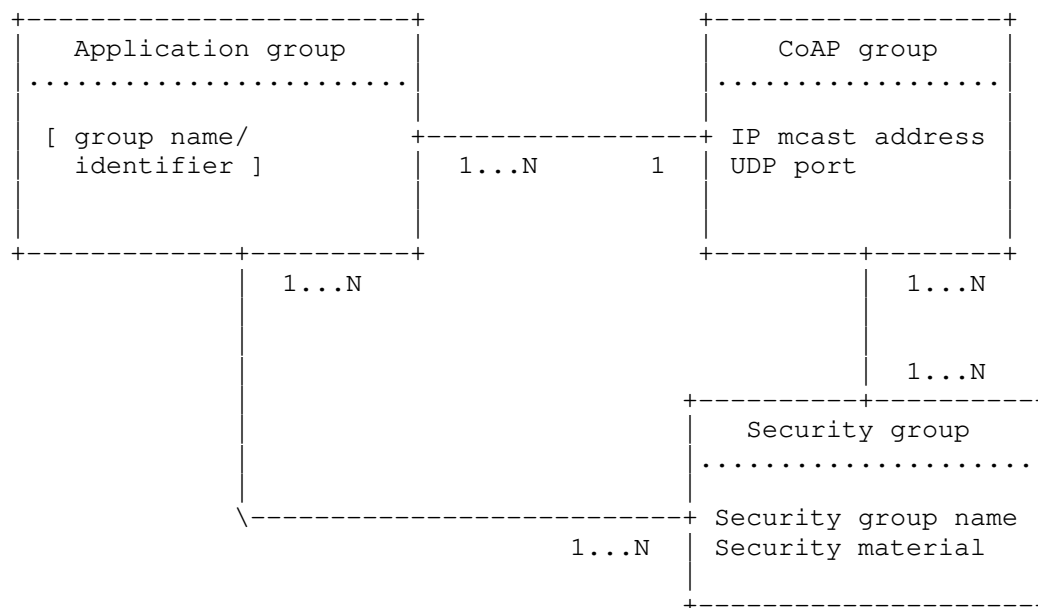 Application group
CoAP group
[ group name/
identifier ]
IP mcast address
UDP port
1...N
1
1...N
1...N
1...N
Security group
Security group name
Security material
1...N